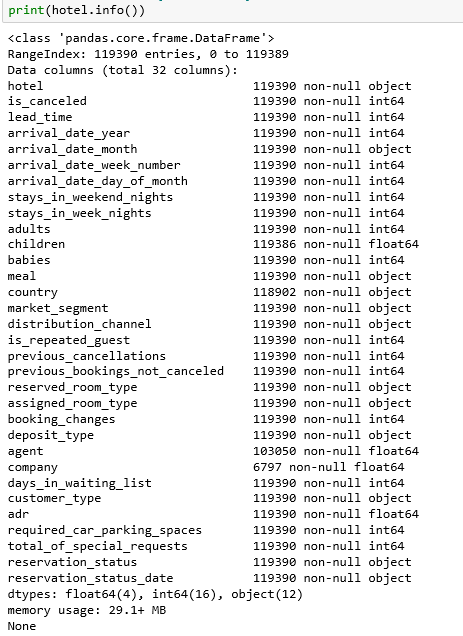 print(hotel.info())
<class 'pandas.core.frame.DataFrame'>
RangeIndex: 119390 entries, 0 to 119389
Data columns (total 32 columns):
hotel                             119390 non-null object
is_canceled                       119390 non-null int64
lead_time                         119390 non-null int64
arrival_date_year                 119390 non-null int64
arrival_date_month                119390 non-null object
arrival_date_week_number          119390 non-null int64
arrival_date_day_of_month         119390 non-null int64
stays_in_weekend_nights           119390 non-null int64
stays_in_week_nights              119390 non-null int64
adults                            119390 non-null int64
children                          119386 non-null float64
babies                            119390 non-null int64
meal                              119390 non-null object
country                           118902 non-null object
market_segment                    119390 non-null object
distribution_channel              119390 non-null object
is_repeated_guest                 119390 non-null int64
previous_cancellations            119390 non-null int64
previous_bookings_not_canceled    119390 non-null int64
reserved_room_type                119390 non-null object
assigned_room_type                119390 non-null object
booking_changes                   119390 non-null int64
deposit_type                      119390 non-null object
agent                             103050 non-null float64
company                           6797 non-null float64
days_in_waiting_list              119390 non-null int64
customer_type                     119390 non-null object
adr                               119390 non-null float64
required_car_parking_spaces       119390 non-null int64
total_of_special_requests         119390 non-null int64
reservation_status                119390 non-null object
reservation_status_date           119390 non-null object
dtypes: float64(4), int64(16), object(12)
memory usage: 29.1+ MB
None